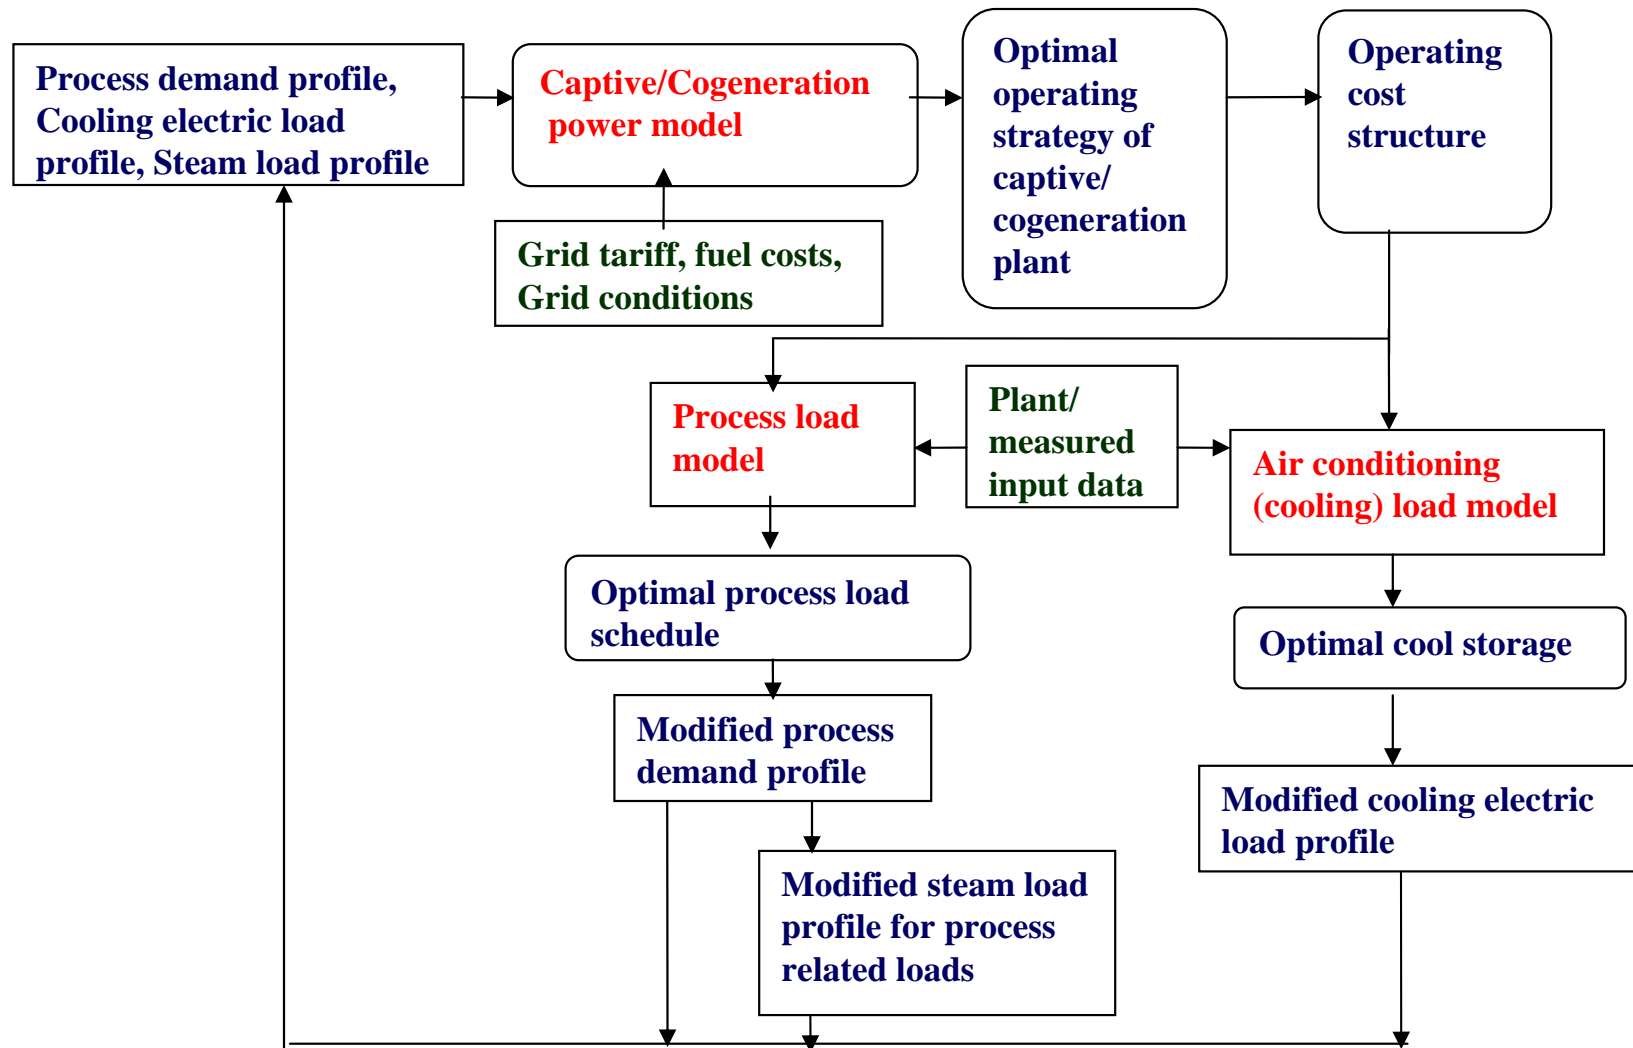 Process demand profile,
Cooling electric load
profile, Steam load profile
Captive/Cogeneration
power model
Optimal
operating
strategy of
captive/
cogeneration
plant
Operating
cost
structure
Grid tariff, fuel costs,
Grid conditions
Process load
model
Plant/
measured
input data
Air conditioning
(cooling) load model
Optimal process load
schedule
Optimal cool storage
Modified process
demand profile
Modified cooling electric
load profile
Modified steam load
profile for process
related loads